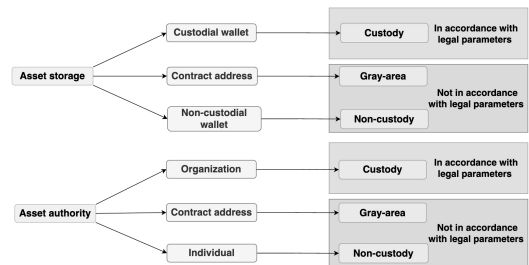 Custodial wallet
Custody
In accordance with
legal parameters
Asset storage
Contract address
Gray-area
Not in accordance
with legal parameters
Non-custodial
wallet
Non-custody
Organization
Custody
In accordance with
legal parameters
Asset authority
Contract address
Gray-area
Not in accordance
with legal parameters
Individual
Non-custody